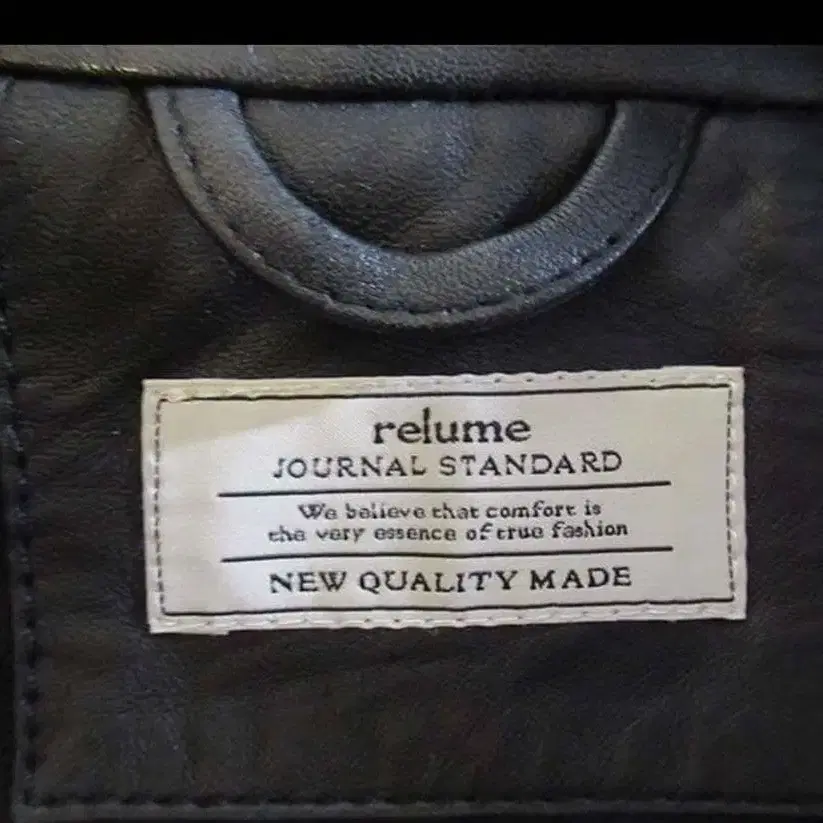 relume
JOURNAL STANDARD
We believe that comfort is
the very essence of true fashion
NEW QUALITY MADE